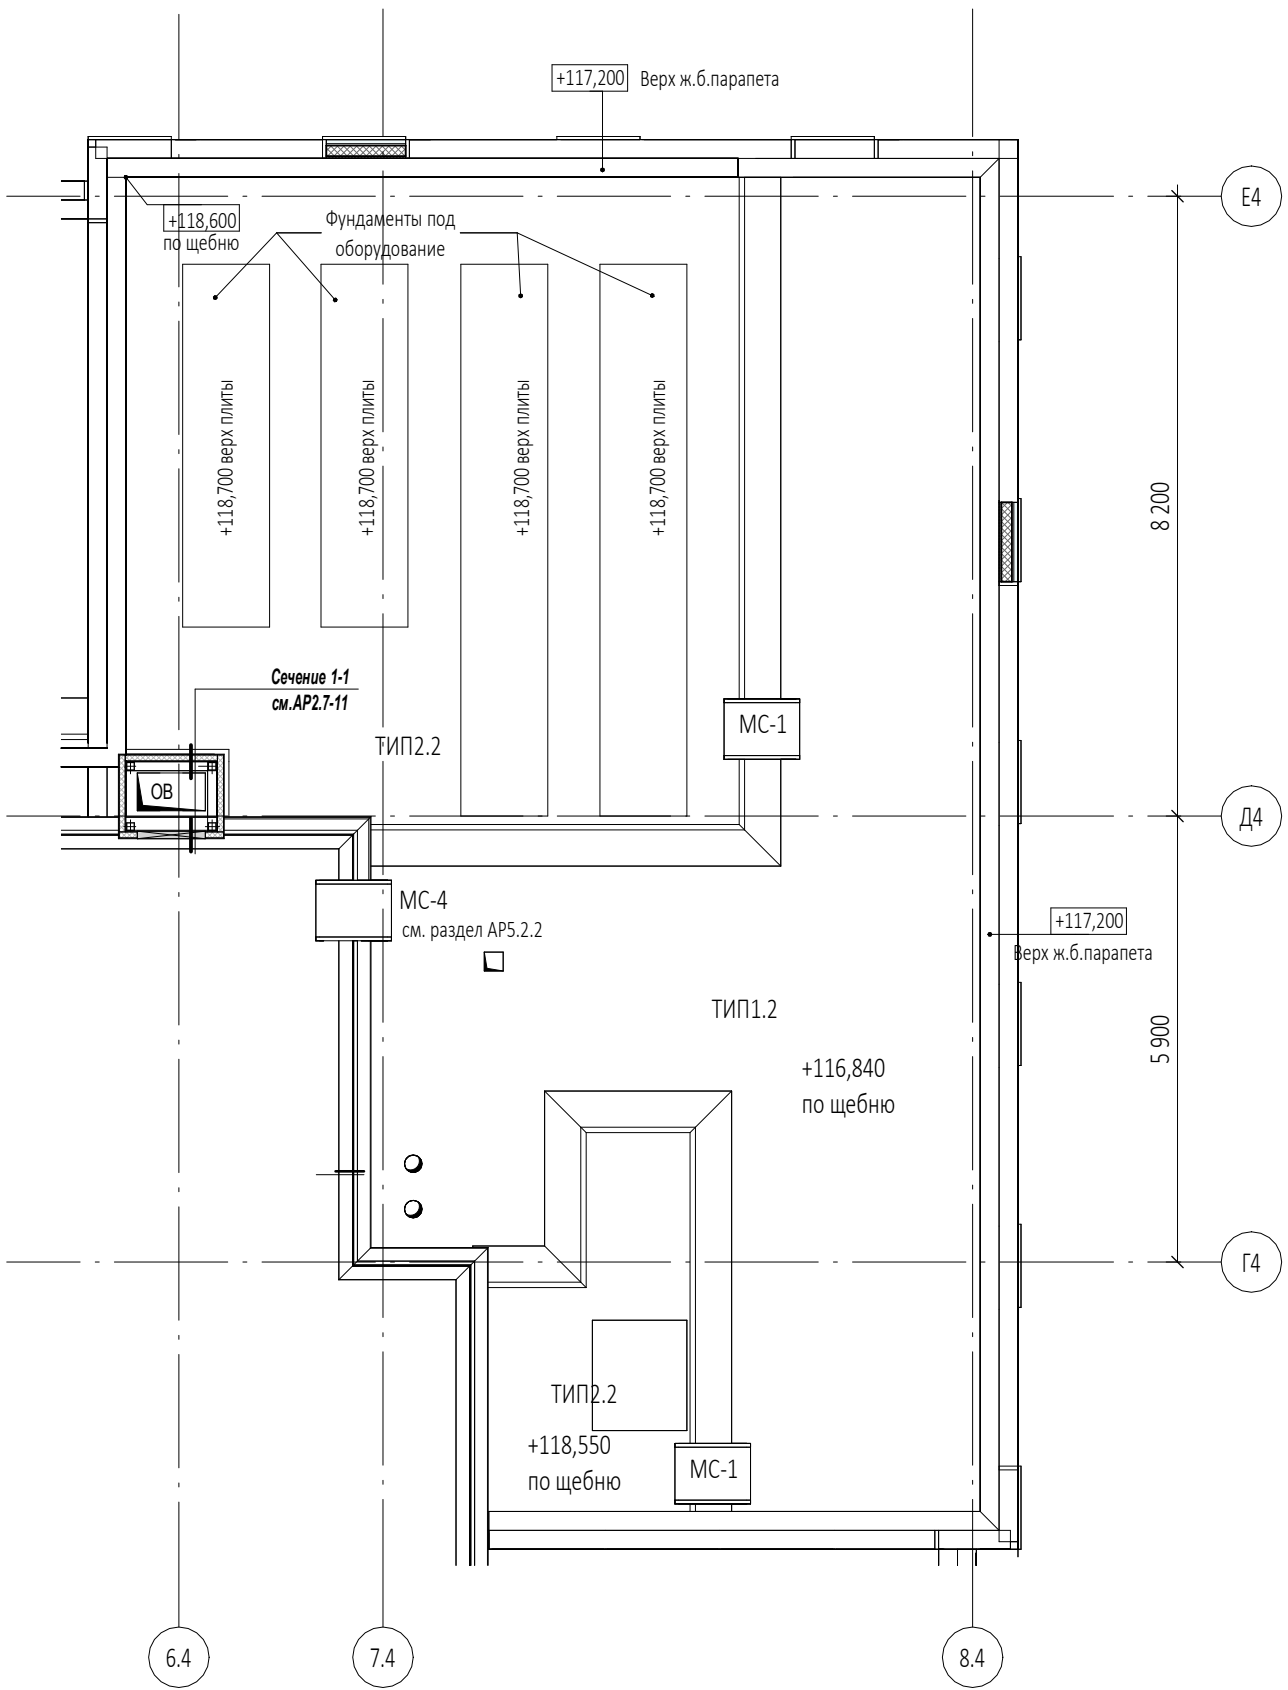 +117,200 Верх ж.б.парапета
Е4
+118,600
по щебню
Фундаменты под
оборудование
+118,700 верх плиты
+118,700 верх плиты
+118,700 верх плиты
+118,700 верх плиты
8 200
Сечение 1-1
см.АР2.7-11
ТИП2.2
МС-1
ОВ
Д4
МС-4
см. раздел АР5.2.2
+117,200
Верх ж.б.парапета
ТИП1.2
+116,840
по щебню
5 900
Г4
ТИП2.2
+118,550
по щебню
МС-1
6.4
7.4
8.4